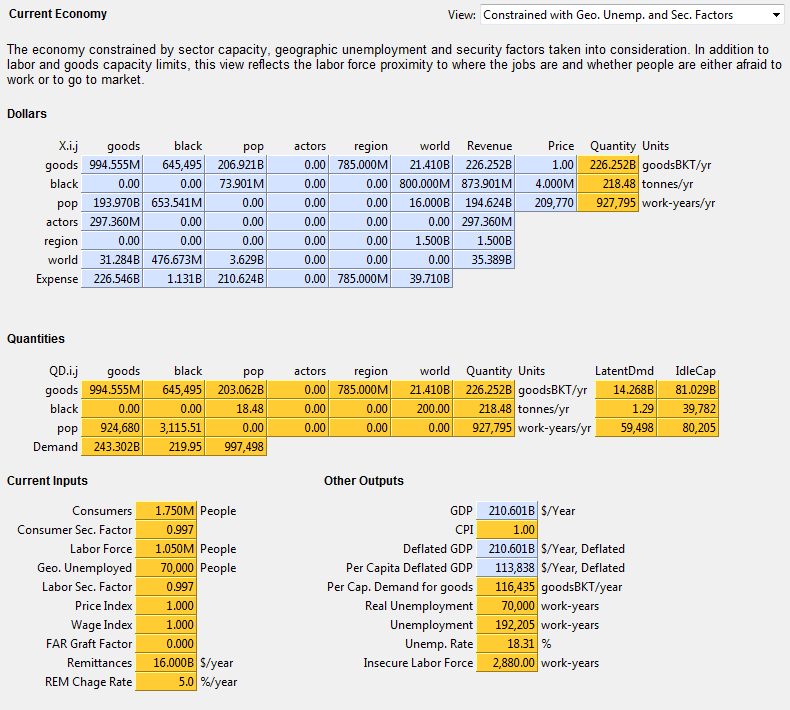 Current Economy View: Constrained with Geo. Unemp. and Sec. Factors
The economy constrained by sector capacity, geographic unemployment and security factors taken into consideration. In addition to
labor and goods capacity limits, this view reflects the labor force proximity to where the jobs are and whether people are either afraid to
work or to go to market.
Dollars
X.i.j goods black pop actors region world Revenue Price Quantity Units
goods 994.555M 645,495 206.921B 0.00 785.000M 21.410B 226.252B 1.00 226.252B goodsBKT/yr
black 0.00 0.00 73.901M 0.00 0.00 800.000M 873.901M 4.000M 218.48 tonnes/yr
pop 193.970B 653.541M 0.00 0.00 0.00 16.000B 194.624B 209,770 927,795 work-years/yr
actors 297.360M 0.00 0.00 0.00 0.00 0.00 297.360M
region 0.00 0.00 0.00 0.00 0.00 1.500B 1.500B
world 31.284B 476.673M 3.629B 0.00 0.00 0.00 35.389B
Expense 226.546B 1.131B 210.624B 0.00 785.000M 39.710B
Quantities
QD.i.j goods black pop actors region world Quantity Units LatentDmd IdleCap
goods 994.555M 645,495 203.062B 0.00 785.000M 21.410B 226.252B goodsBKT/yr 14.268B 81.029B
black 0.00 0.00 18.48 0.00 0.00 200.00 218.48 tonnes/yr 1.29 39,782
pop 924,680 3,115.51 0.00 0.00 0.00 0.00 927,795 work-years/yr 59,498 80,205
Demand 243.302B 219.95 997,498
Current Inputs Other Outputs
Consumers 1.750M People GDP 210.601B $/Year
Consumer Sec. Factor 0.997 CPI 1.00
Labor Force 1.050M People Deflated GDP 210.601B $/Year, Deflated
Geo. Unemployed 70,000 People Per Capita Deflated GDP 113,838 $/Year, Deflated
Labor Sec. Factor 0.997 Per Cap. Demand for goods 116,435 goodsBKT/year
Price Index 1.000 Real Unemployment 70,000 work-years
Wage Index 1.000 Unemployment 192,205 work-years
FAR Graft Factor 0.000 Unemp. Rate 18.31 %
Remittances 16.000B $/year Insecure Labor Force 2,880.00 work-years
REM Chage Rate 5.0 %/year